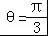 θ = π/3